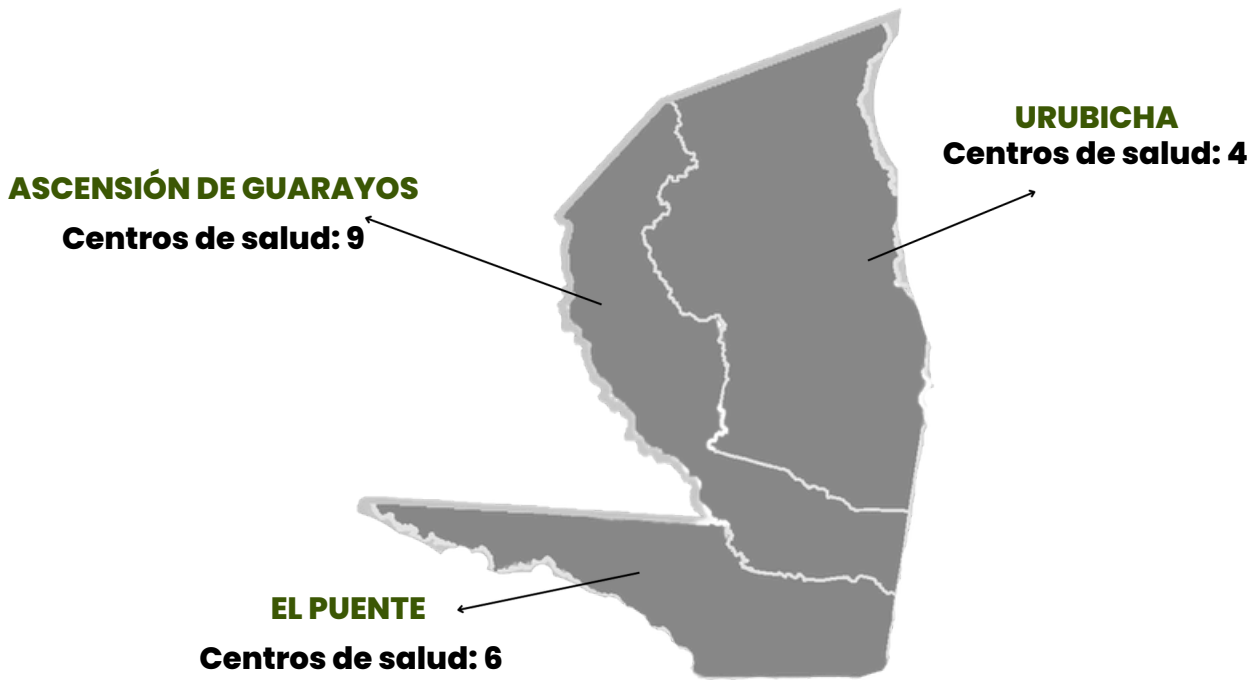 URUBICHA
Centros de salud: 4
ASCENSIÓN DE GUARAYOS
Centros de salud: 9
EL PUENTE
Centros de salud: 6